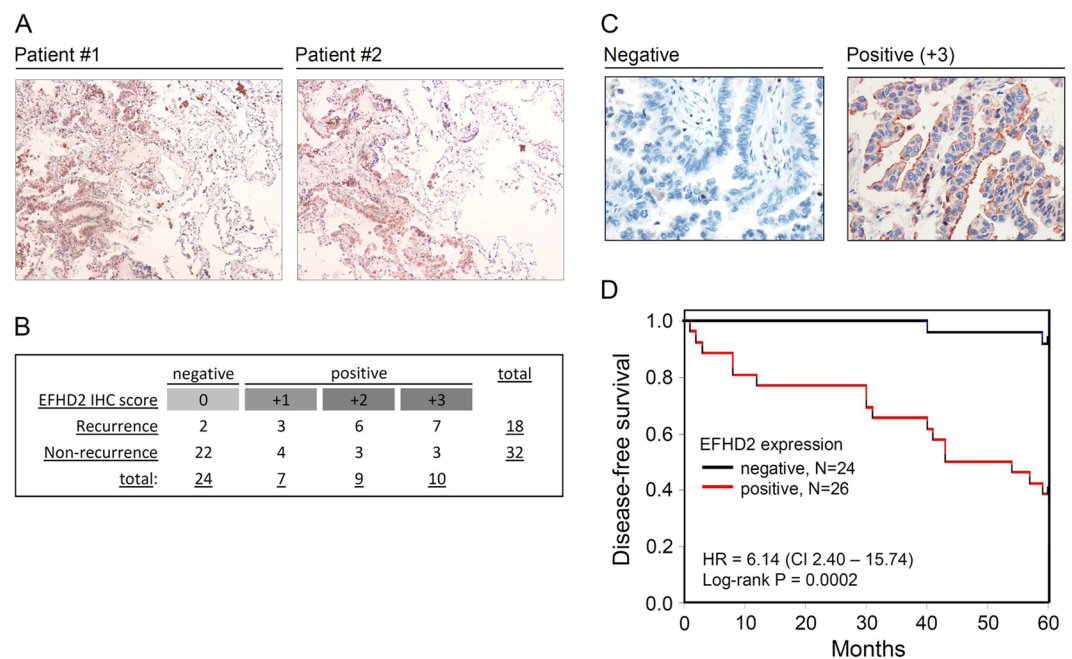 A
Patient #1
Patient #2
B
negative positive total
EFHD2 IHC score 0 +1 +2 +3
Recurrence 2 3 6 7 18
Non-recurrence 22 4 3 3 32
total: 24 7 9 10
C
Negative
Positive (+3)
D
Disease-free survival
1.0
0.8
0.6
0.4
0.2
0.0
EFHD2 expression
negative, N=24
positive, N=26
HR = 6.14 (CI 2.40 – 15.74)
Log-rank P = 0.0002
0 10 20 30 40 50 60
Months